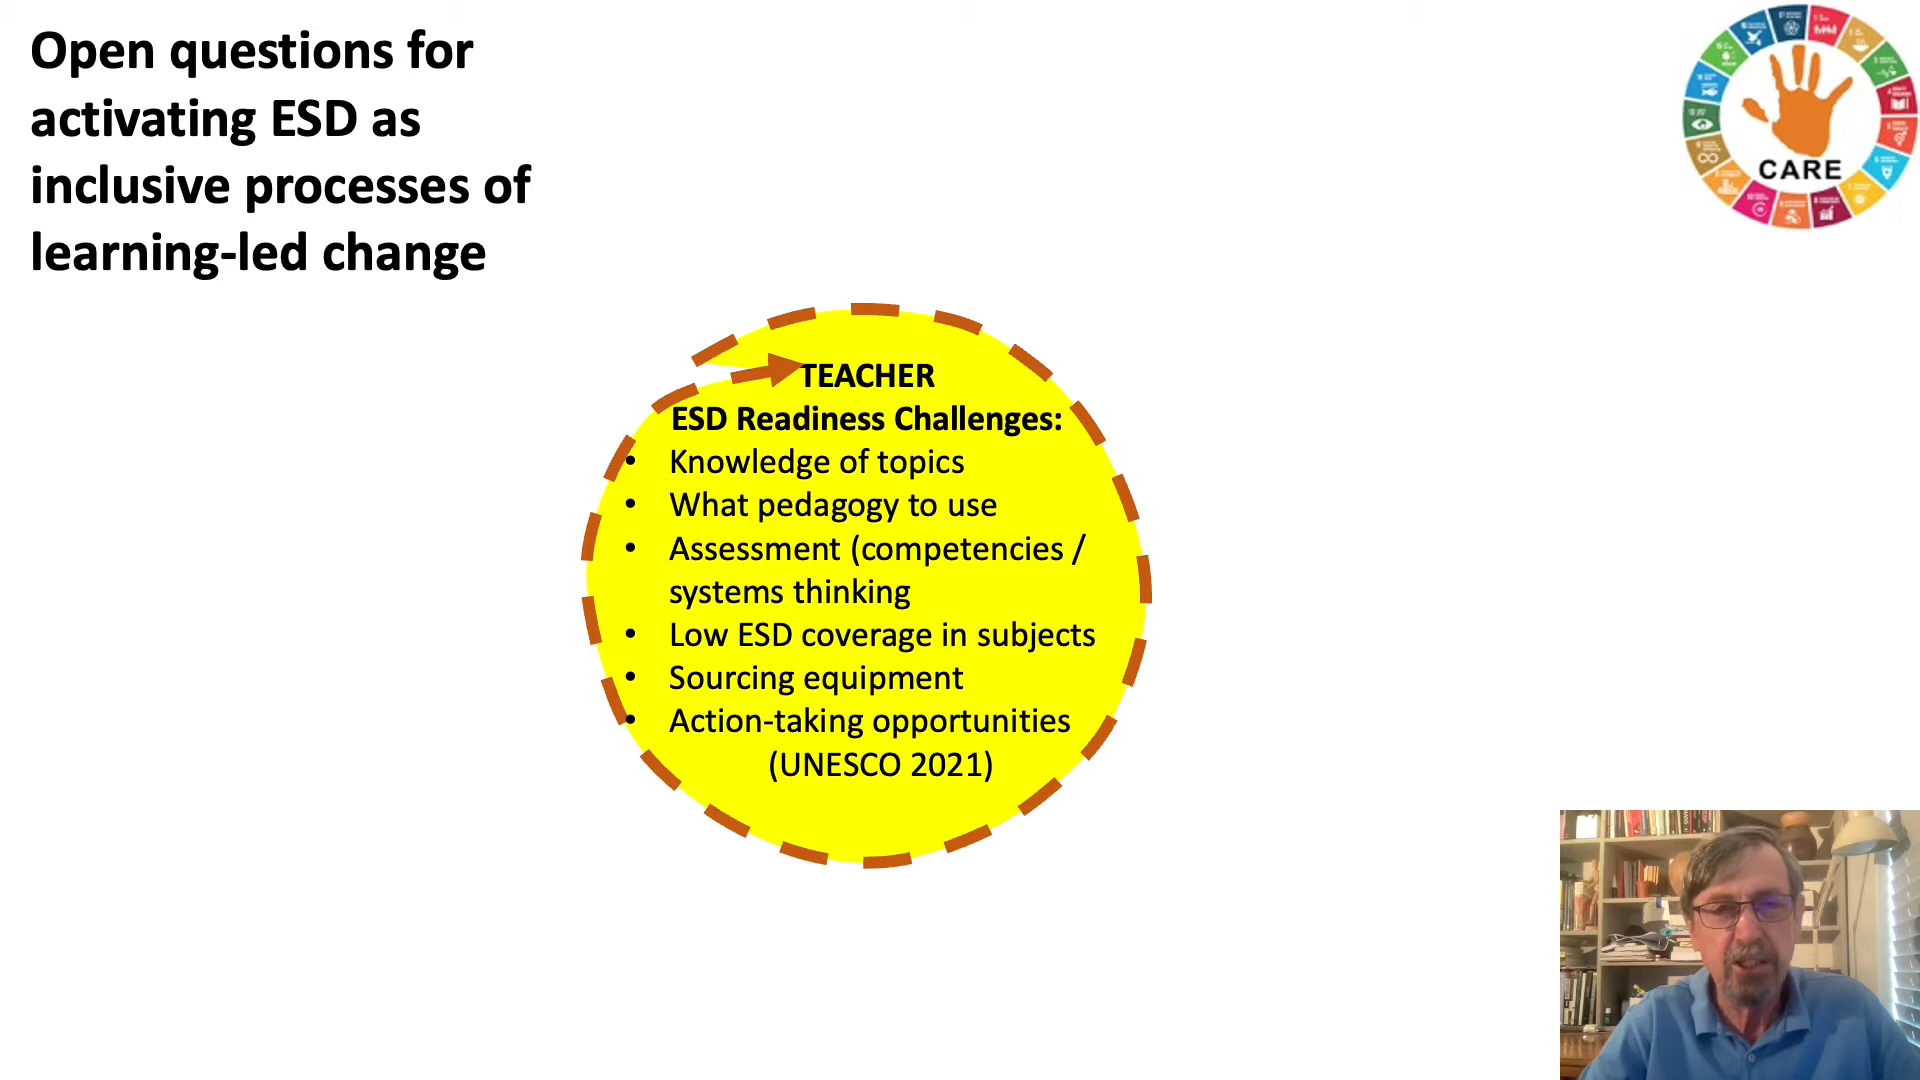 Open questions for
activating ESD as
inclusive processes of
learning-led change
CARE
TEACHER
ESD Readiness Challenges:
• Knowledge of topics
• What pedagogy to use
• Assessment (competencies /
systems thinking
• Low ESD coverage in subjects
• Sourcing equipment
• Action-taking opportunities
(UNESCO 2021)